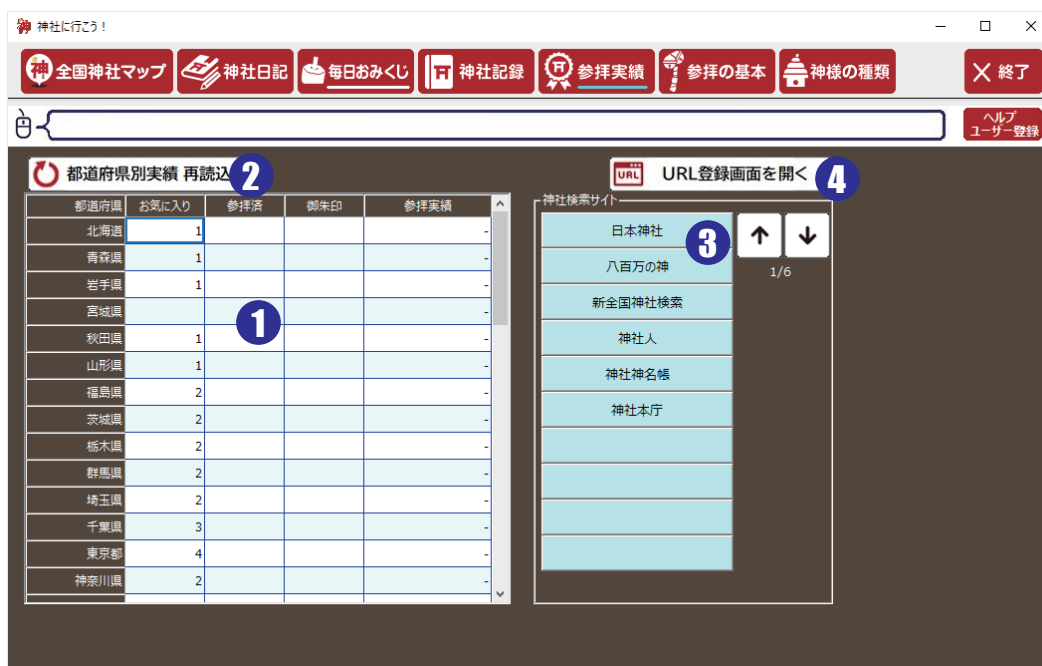 神社に行こう！
全国神社マップ 神社日記 毎日おみくじ 神社記録 参拝実績 参拝の基本 神様の種類 終了
ヘルプ
ユーザー登録
都道府県別実績 再読込 2
URL URL登録画面を開く 4
都道府県 お気に入り 参拝済 御朱印 参拝実績
北海道 1 -
青森県 1 -
岩手県 1 -
宮城県 -
秋田県 1 -
山形県 1 -
福島県 2 -
茨城県 2 -
栃木県 2 -
群馬県 2 -
埼玉県 2 -
千葉県 3 -
東京都 4 -
神奈川県 2 -
1
神社検索サイト
日本神社 3
八百万の神
新全国神社検索
神社人
神社神名帳
神社本庁
↑ ↓
1/6